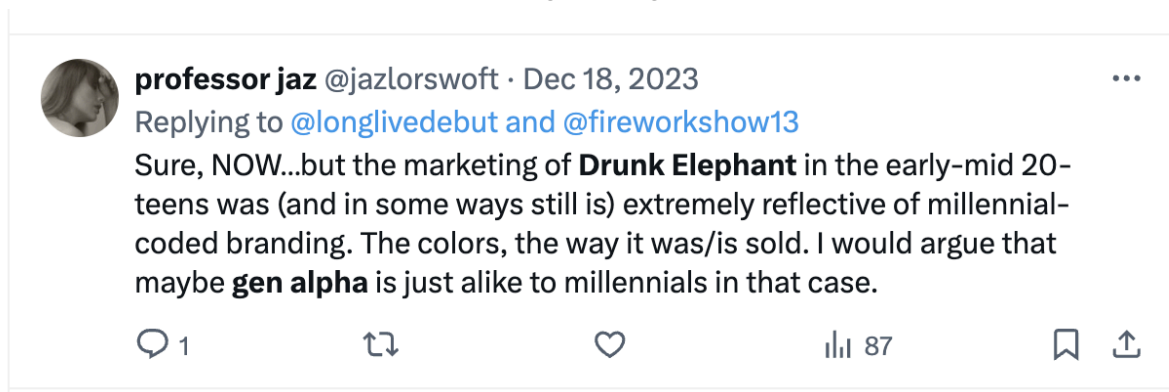 professor jaz @jazlorswoft · Dec 18, 2023
Replying to @longlivedebut and @fireworkshow13
Sure, NOW...but the marketing of Drunk Elephant in the early-mid 20-
teens was (and in some ways still is) extremely reflective of millennial-
coded branding. The colors, the way it was/is sold. I would argue that
maybe gen alpha is just alike to millennials in that case.
1 87